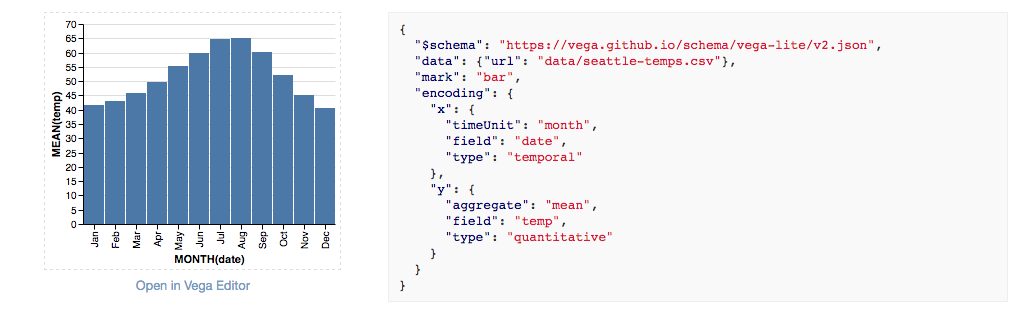 70
65
60
55
50
45
40
35
30
25
20
15
10
5
0
MEAN(temp)
Jan Feb Mar Apr May Jun Jul Aug Sep Oct Nov Dec
MONTH(date)
Open in Vega Editor
{
  "$schema": "https://vega.github.io/schema/vega-lite/v2.json",
  "data": {"url": "data/seattle-temps.csv"},
  "mark": "bar",
  "encoding": {
    "x": {
      "timeUnit": "month",
      "field": "date",
      "type": "temporal"
    },
    "y": {
      "aggregate": "mean",
      "field": "temp",
      "type": "quantitative"
    }
  }
}